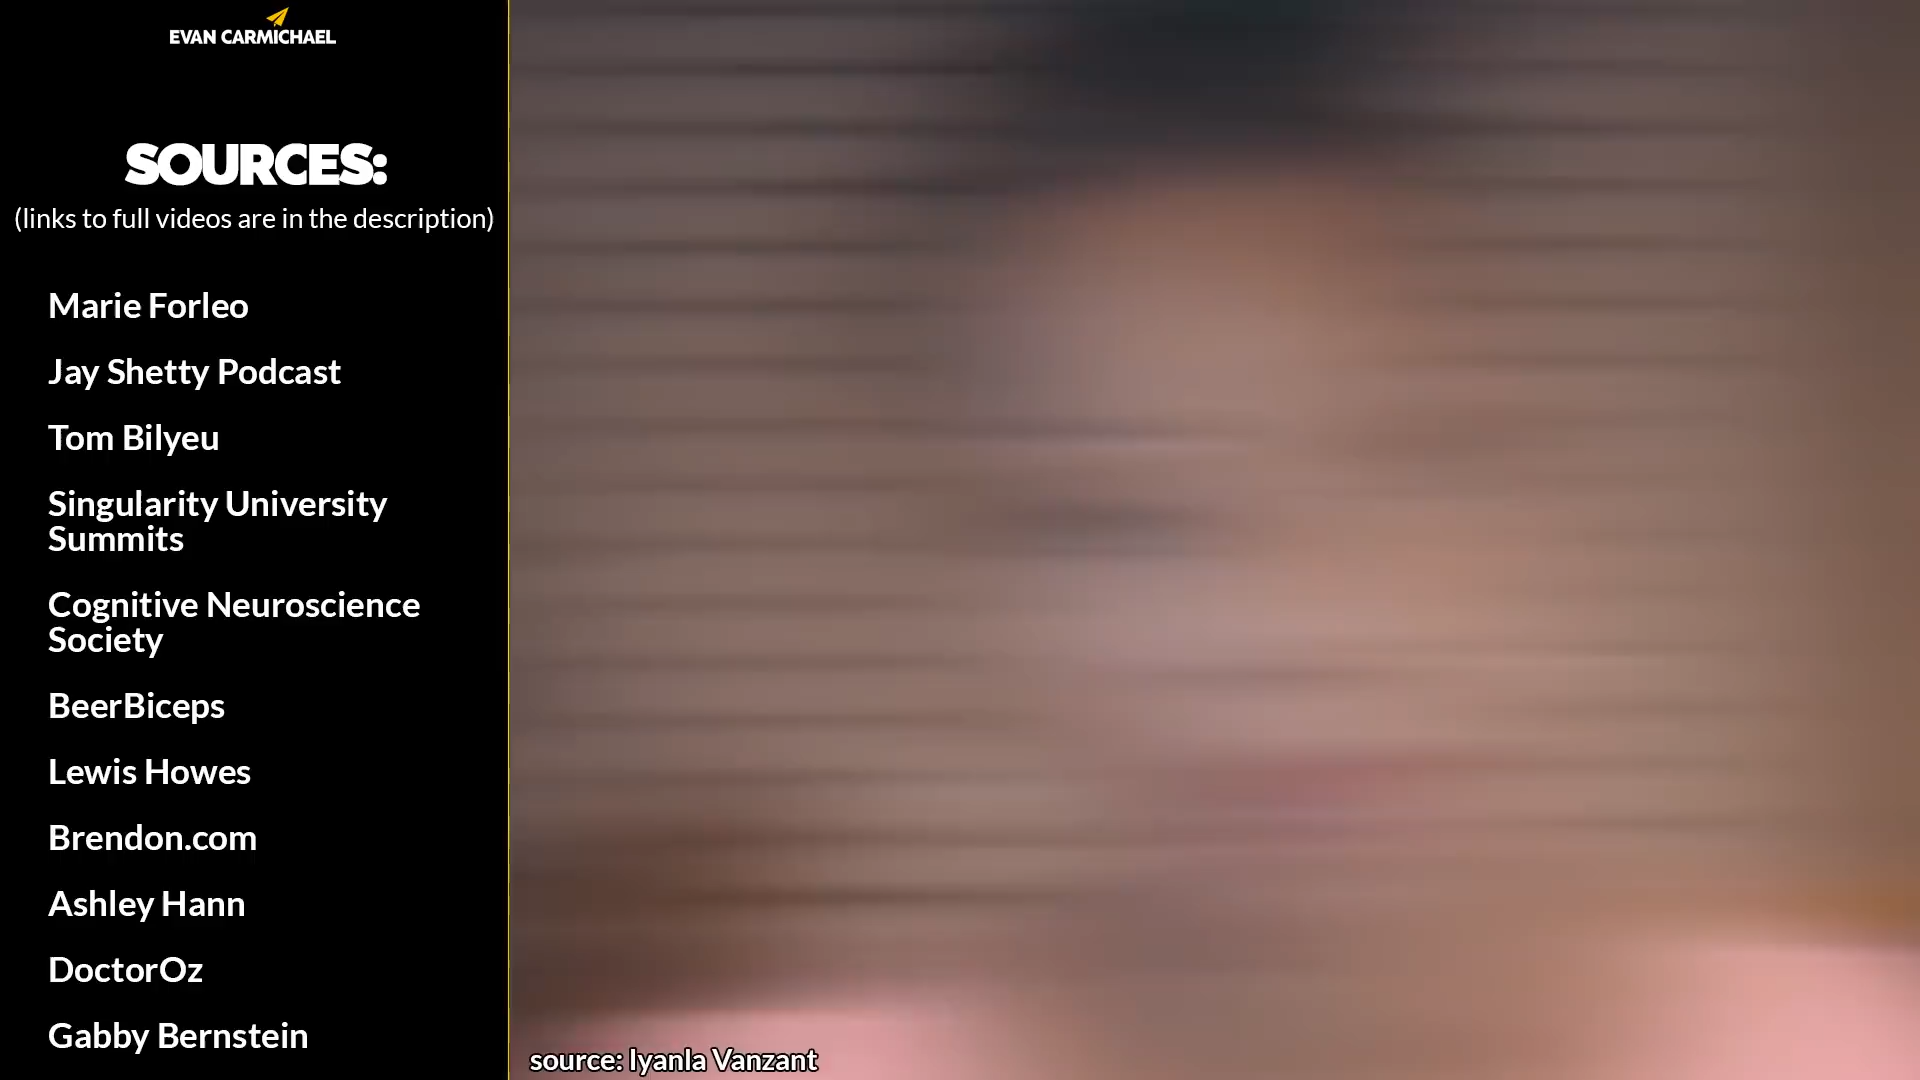 EVAN CARMICHAEL
SOURCES:
(links to full videos are in the description)
Marie Forleo
Jay Shetty Podcast
Tom Bilyeu
Singularity University
Summits
Cognitive Neuroscience
Society
BeerBiceps
Lewis Howes
Brendon.com
Ashley Hann
DoctorOz
Gabby Bernstein
source: Iyanla Vanzant